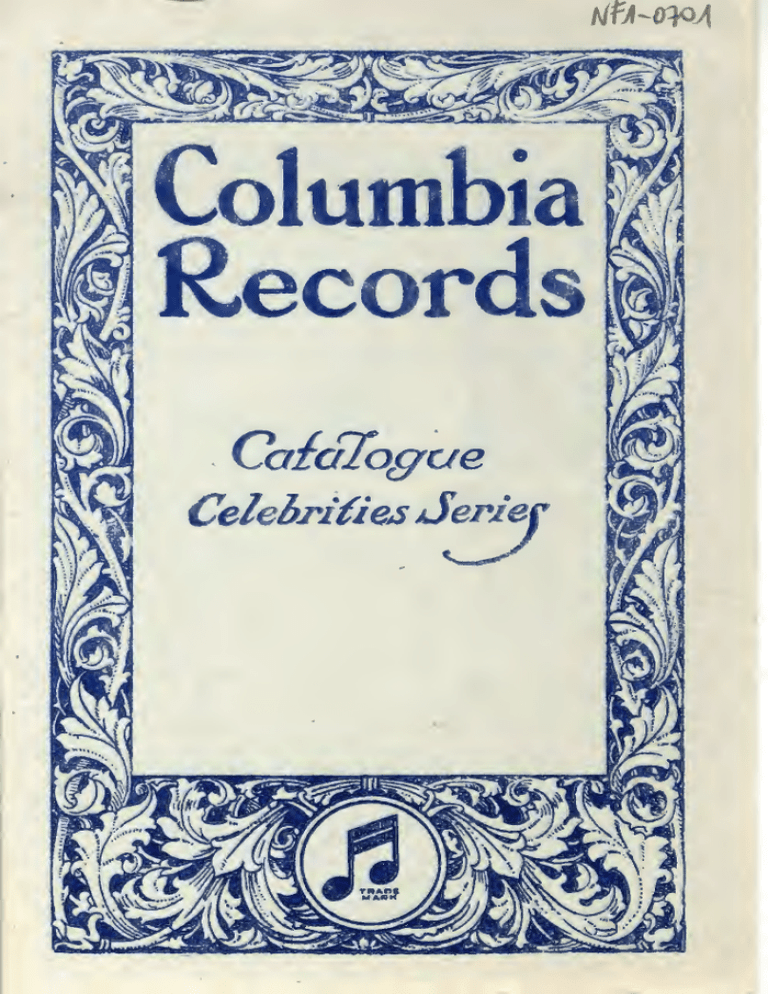 NF1-0701
Columbia
Records
Catalogue
Celebrities Series
TRADE
MARK